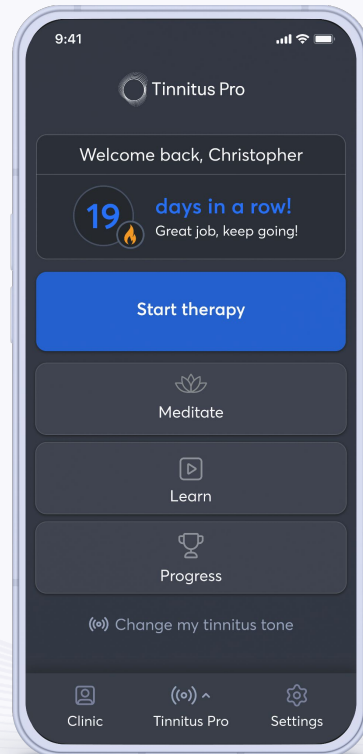 9:41
Tinnitus Pro
Welcome back, Christopher
19
days in a row!
Great job, keep going!
Start therapy
Meditate
Learn
Progress
Change my tinnitus tone
Clinic
Tinnitus Pro
Settings